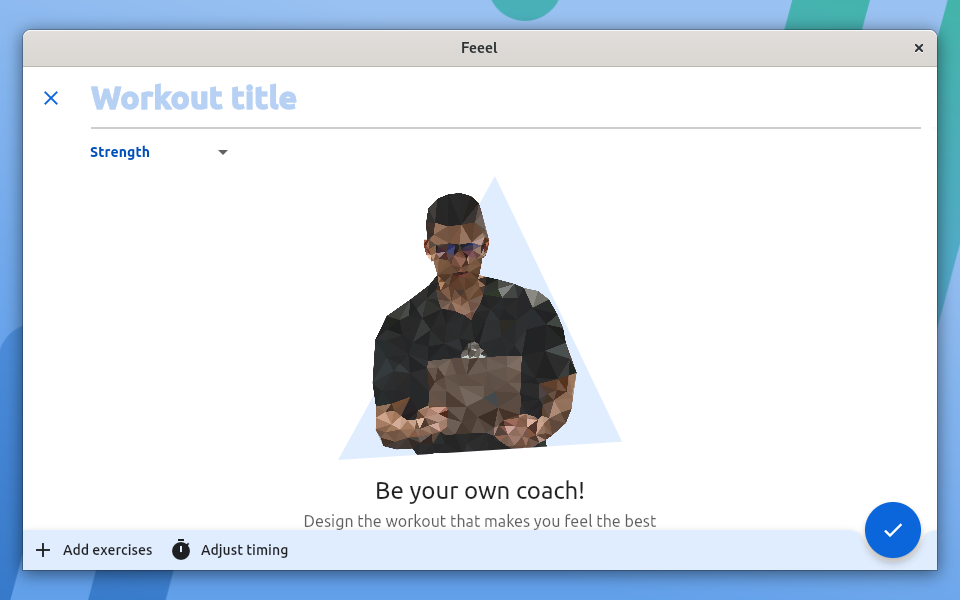 Feeel
Workout title
Strength
Be your own coach!
Design the workout that makes you feel the best
Add exercises
Adjust timing